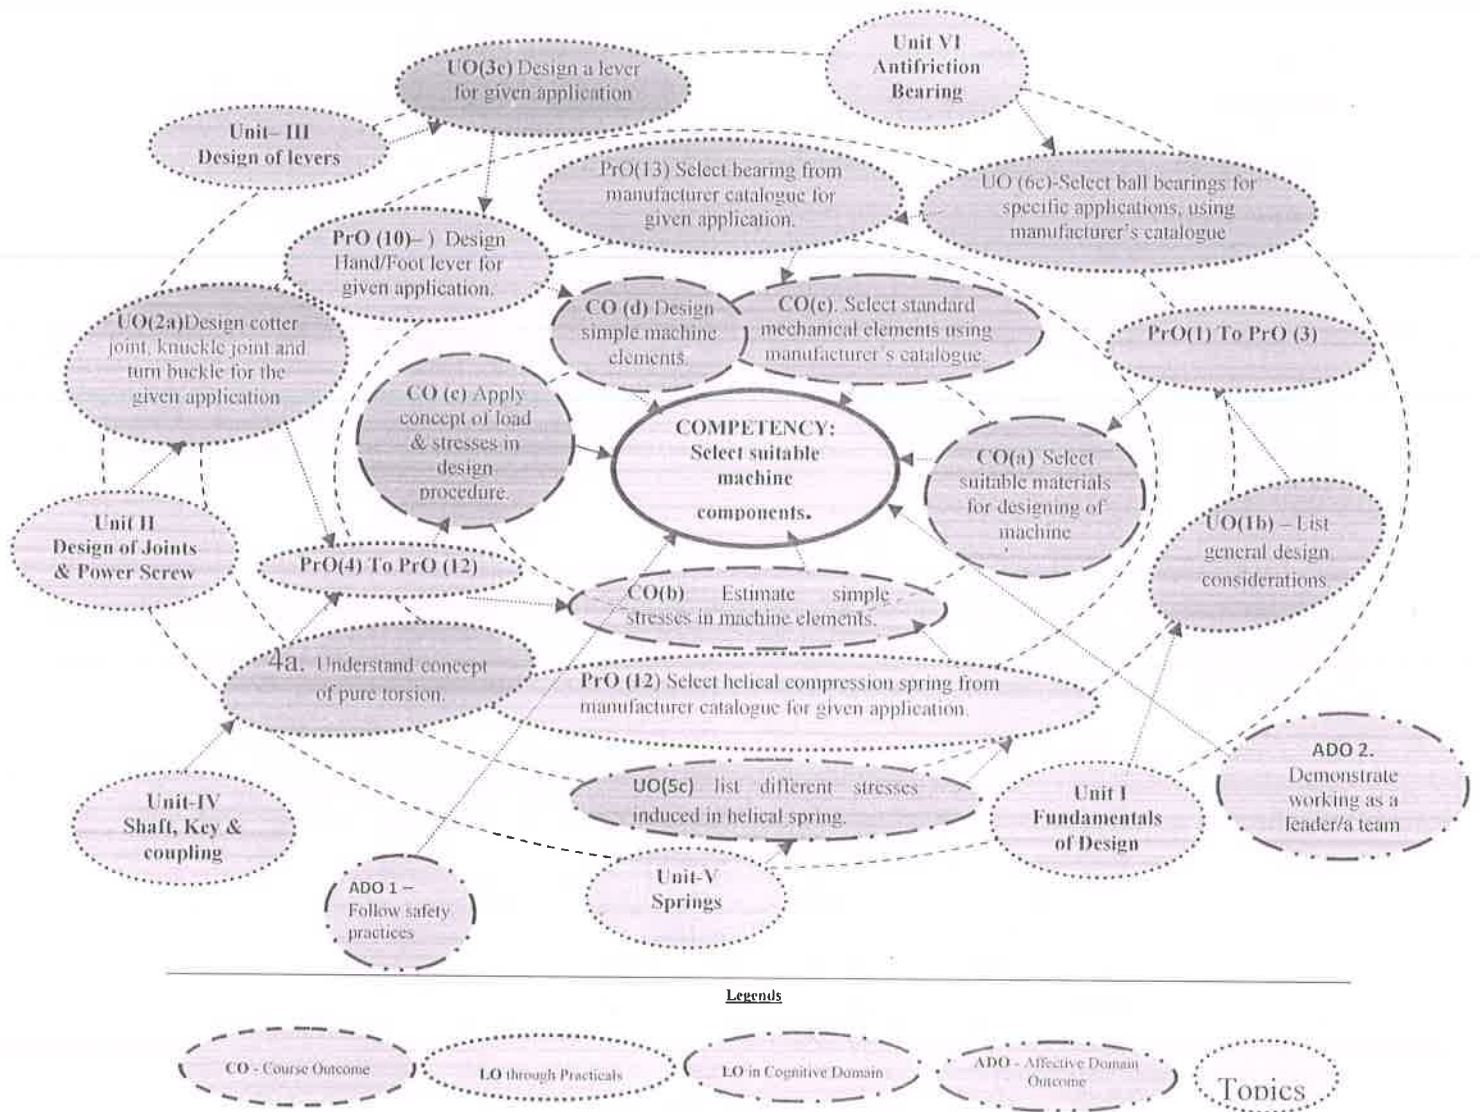 Unit VI
Antifriction
Bearing
UO(3c) Design a lever
for given application
Unit– III
Design of levers
PrO(13) Select bearing from
manufacturer catalogue for
given application.
UO (6c)-Select ball bearings for
specific applications, using
manufacturer's catalogue
PrO (10)– ) Design
Hand/Foot lever for
given application.
UO(2a)Design cotter
joint, knuckle joint and
turn buckle for the
given application
CO (d) Design
simple machine
elements.
CO(e). Select standard
mechanical elements using
manufacturer's catalogue.
PrO(1) To PrO (3)
CO (c) Apply
concept of load
& stresses in
design
procedure.
COMPETENCY:
Select suitable
machine
components.
CO(a) Select
suitable materials
for designing of
machine
Unit II
Design of Joints
& Power Screw
UO(1b) – List
general design
considerations.
PrO(4) To PrO (12)
CO(b) Estimate simple
stresses in machine elements.
4a. Understand concept
of pure torsion.
PrO (12) Select helical compression spring from
manufacturer catalogue for given application.
ADO 2.
Demonstrate
working as a
leader/a team
UO(5c) list different stresses
induced in helical spring.
Unit I
Fundamentals
of Design
Unit-IV
Shaft, Key &
coupling
ADO 1 –
Follow safety
practices
Unit-V
Springs
Legends
CO - Course Outcome
LO through Practicals
LO in Cognitive Domain
ADO - Affective Domain
Outcome
Topics